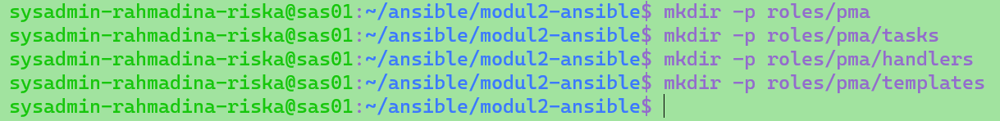 sysadmin-rahmadina-riska@sas01:~/ansible/modul2-ansible$ mkdir -p roles/pma
sysadmin-rahmadina-riska@sas01:~/ansible/modul2-ansible$ mkdir -p roles/pma/tasks
sysadmin-rahmadina-riska@sas01:~/ansible/modul2-ansible$ mkdir -p roles/pma/handlers
sysadmin-rahmadina-riska@sas01:~/ansible/modul2-ansible$ mkdir -p roles/pma/templates
sysadmin-rahmadina-riska@sas01:~/ansible/modul2-ansible$